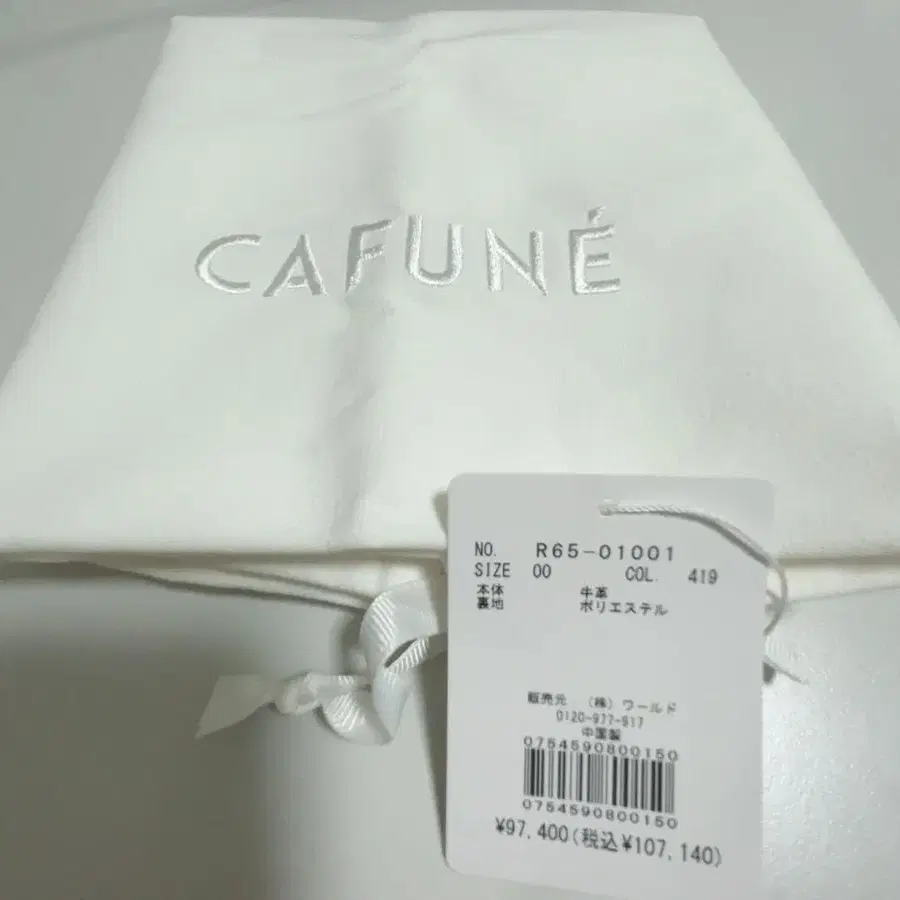 CAFUNÉ
NO. R65-01001
SIZE 00 COL. 419
本体 牛革
裏地 ポリエステル
販売元 (株)ワールド
0120-977-917
中国製
0754590800150
0754590800150
¥97,400(税込¥107,140)